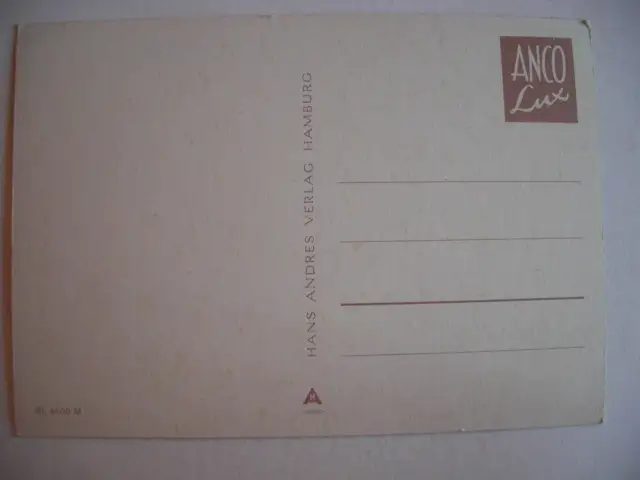 ANCO
Lux
HANS ANDRES VERLAG HAMBURG